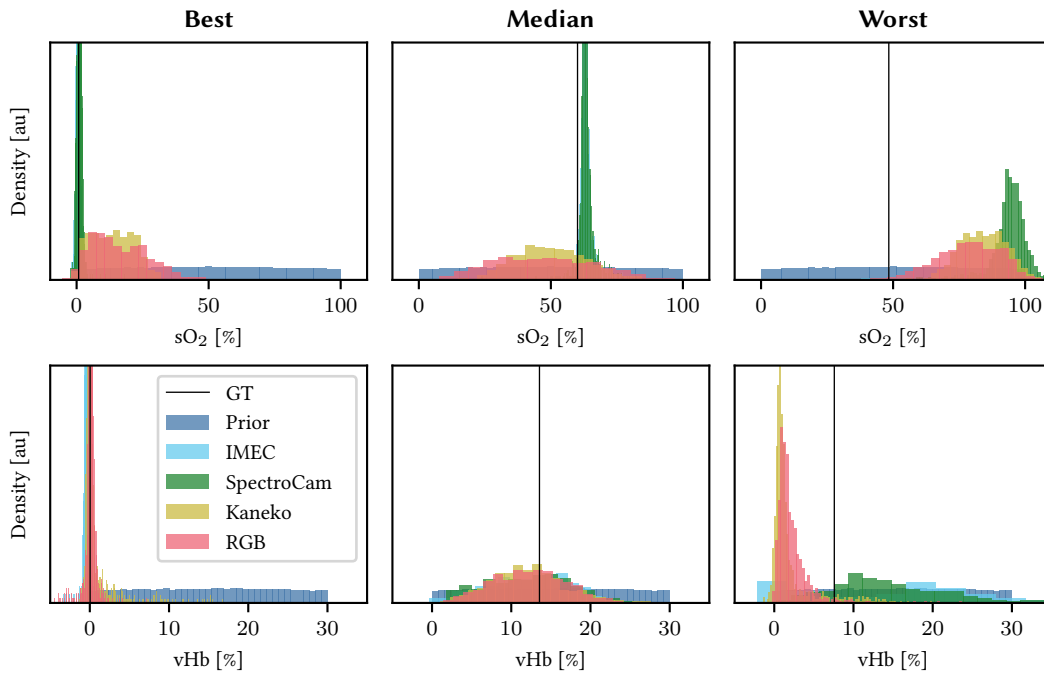 Best Median Worst
Density [au]
0 50 100 0 50 100 0 50 100
sO₂ [%] sO₂ [%] sO₂ [%]
Density [au]
GT
Prior
IMEC
SpectroCam
Kaneko
RGB
0 10 20 30 0 10 20 30 0 10 20 30
vHb [%] vHb [%] vHb [%]